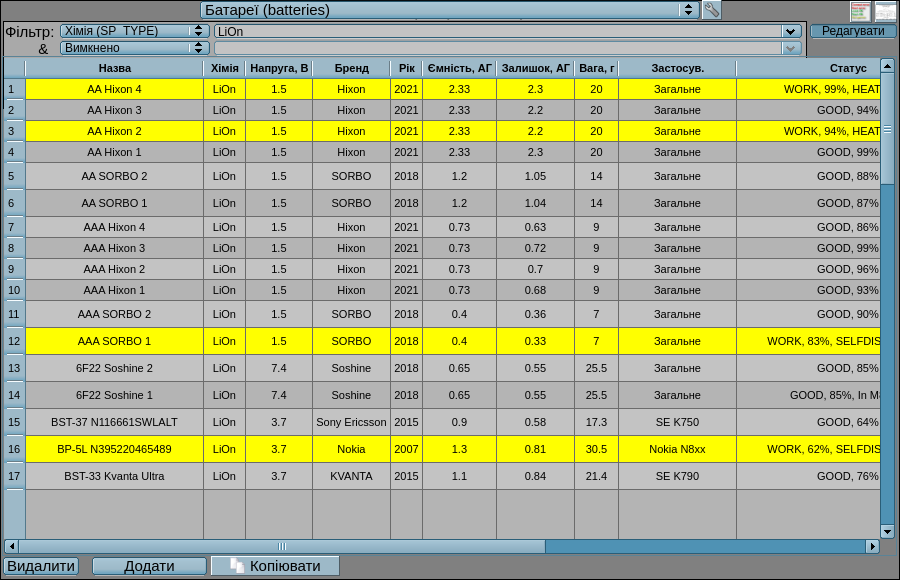 Батареї (batteries)
Фільтр: Хімія (SP_TYPE) LiOn Редагувати
& Вимкнено
Назва Хімія Напруга, В Бренд Рік Ємність, АГ Залишок, АГ Вага, г Застосув. Статус
1 AA Hixon 4 LiOn 1.5 Hixon 2021 2.33 2.3 20 Загальне WORK, 99%, HEAT
2 AA Hixon 3 LiOn 1.5 Hixon 2021 2.33 2.2 20 Загальне GOOD, 94%
3 AA Hixon 2 LiOn 1.5 Hixon 2021 2.33 2.2 20 Загальне WORK, 94%, HEAT
4 AA Hixon 1 LiOn 1.5 Hixon 2021 2.33 2.3 20 Загальне GOOD, 99%
5 AA SORBO 2 LiOn 1.5 SORBO 2018 1.2 1.05 14 Загальне GOOD, 88%
6 AA SORBO 1 LiOn 1.5 SORBO 2018 1.2 1.04 14 Загальне GOOD, 87%
7 AAA Hixon 4 LiOn 1.5 Hixon 2021 0.73 0.63 9 Загальне GOOD, 86%
8 AAA Hixon 3 LiOn 1.5 Hixon 2021 0.73 0.72 9 Загальне GOOD, 99%
9 AAA Hixon 2 LiOn 1.5 Hixon 2021 0.73 0.7 9 Загальне GOOD, 96%
10 AAA Hixon 1 LiOn 1.5 Hixon 2021 0.73 0.68 9 Загальне GOOD, 93%
11 AAA SORBO 2 LiOn 1.5 SORBO 2018 0.4 0.36 7 Загальне GOOD, 90%
12 AAA SORBO 1 LiOn 1.5 SORBO 2018 0.4 0.33 7 Загальне WORK, 83%, SELFDIS
13 6F22 Soshine 2 LiOn 7.4 Soshine 2018 0.65 0.55 25.5 Загальне GOOD, 85%
14 6F22 Soshine 1 LiOn 7.4 Soshine 2018 0.65 0.55 25.5 Загальне GOOD, 85%, In M
15 BST-37 N116661SWLALT LiOn 3.7 Sony Ericsson 2015 0.9 0.58 17.3 SE K750 GOOD, 64%
16 BP-5L N395220465489 LiOn 3.7 Nokia 2007 1.3 0.81 30.5 Nokia N8xx WORK, 62%, SELFDIS
17 BST-33 Kvanta Ultra LiOn 3.7 KVANTA 2015 1.1 0.84 21.4 SE K790 GOOD, 76%
Видалити Додати Копіювати